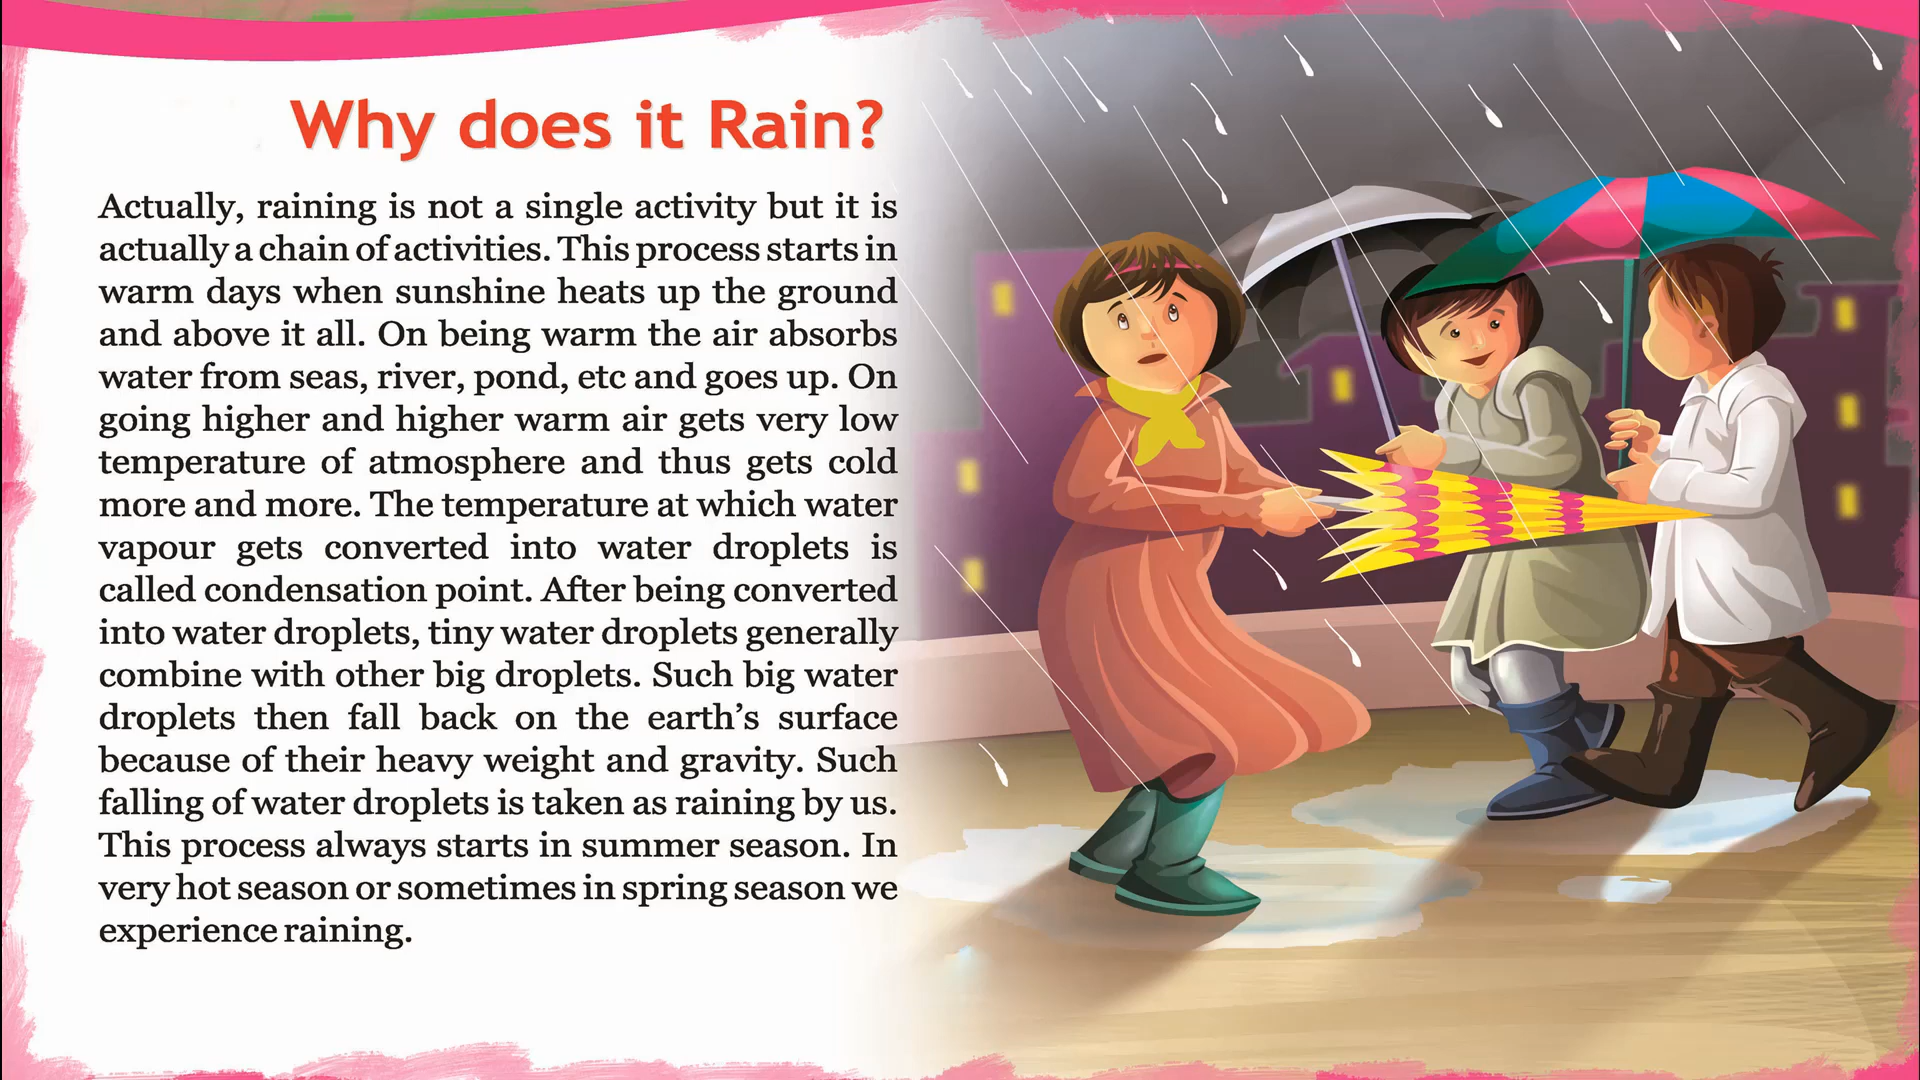 Why does it Rain?
Actually, raining is not a single activity but it is
actually a chain of activities. This process starts in
warm days when sunshine heats up the ground
and above it all. On being warm the air absorbs
water from seas, river, pond, etc and goes up. On
going higher and higher warm air gets very low
temperature of atmosphere and thus gets cold
more and more. The temperature at which water
vapour gets converted into water droplets is
called condensation point. After being converted
into water droplets, tiny water droplets generally
combine with other big droplets. Such big water
droplets then fall back on the earth’s surface
because of their heavy weight and gravity. Such
falling of water droplets is taken as raining by us.
This process always starts in summer season. In
very hot season or sometimes in spring season we
experience raining.